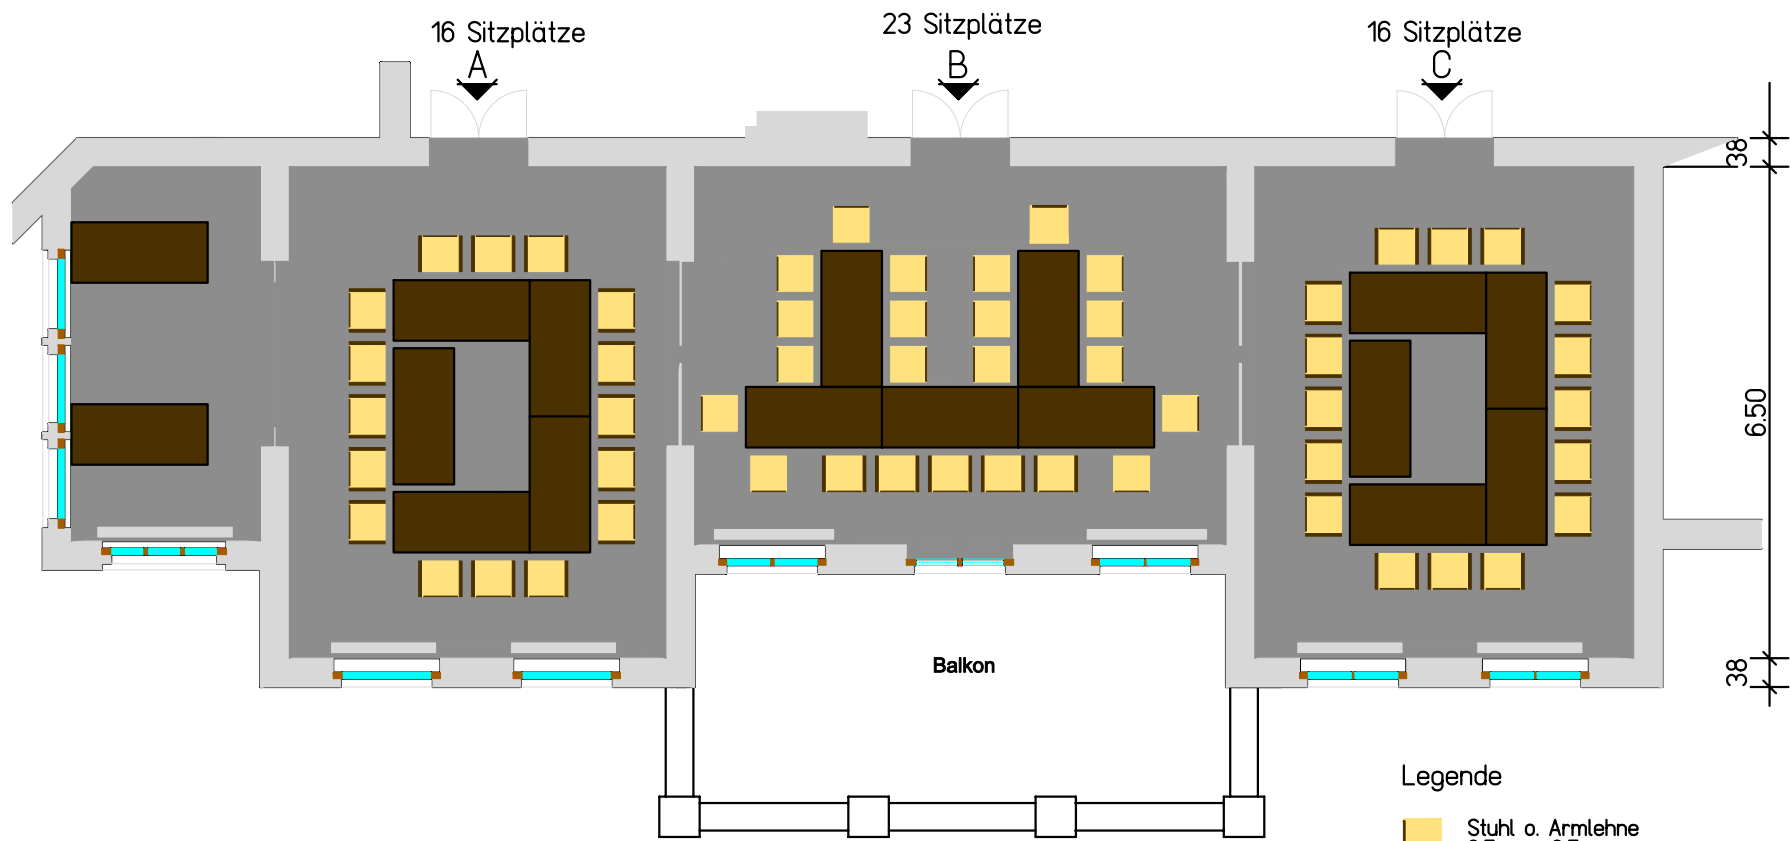 16 Sitzplätze
23 Sitzplätze
16 Sitzplätze
A
B
C
38
6.50
38
Balkon
Legende
Stuhl o. Armlehne